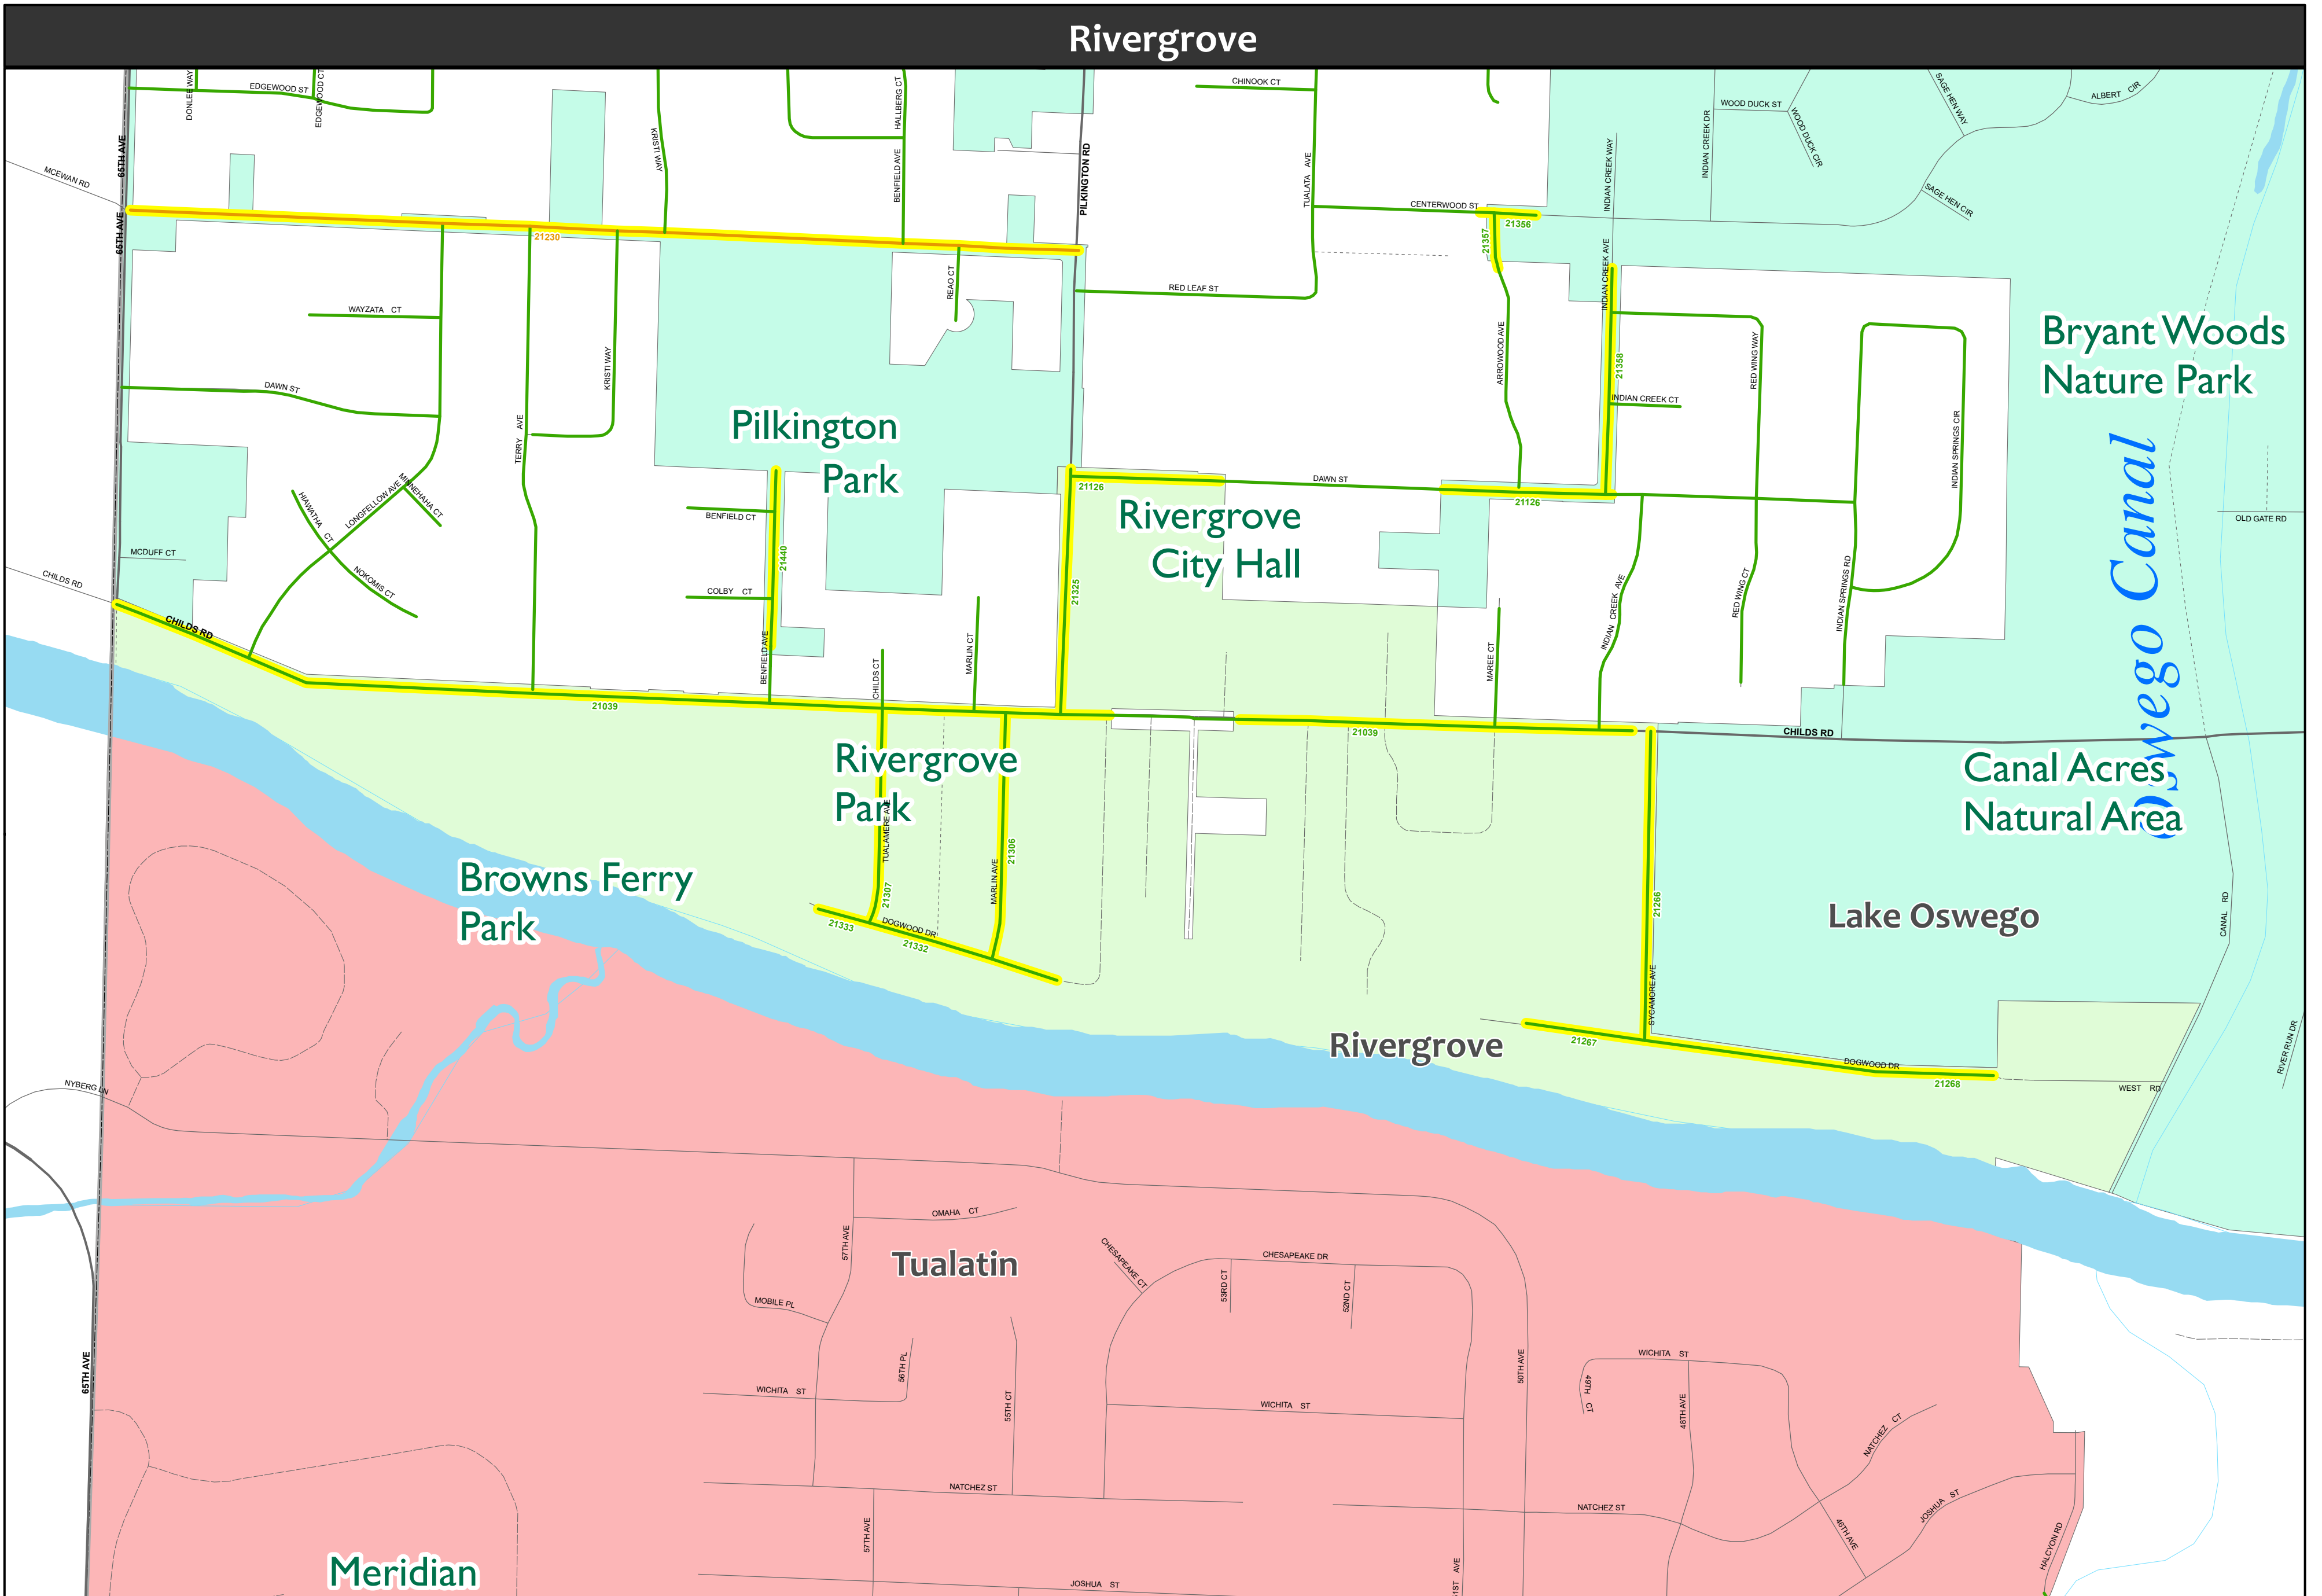 Rivergrove
DONLEE WAY
EDGEWOOD ST
EDGEWOOD CT
65TH AVE
MCEWAN RD
65TH AVE
KRISTI WAY
HALLBERG CT
BENFIELD AVE
PILKINGTON RD
CHINOOK CT
TUALATA AVE
CENTERWOOD ST
21356
21357
INDIAN CREEK WAY
INDIAN CREEK DR
WOOD DUCK ST
WOOD DUCK CIR
SAGE HEN WAY
ALBERT CIR
SAGE HEN CIR
21230
REAO CT
RED LEAF ST
INDIAN CREEK AVE
WAYZATA CT
DAWN ST
TERRY AVE
KRISTI WAY
ARROWOOD AVE
21358
INDIAN CREEK CT
RED WING WAY
INDIAN SPRINGS CIR
Bryant Woods
Nature Park
Pilkington
Park
HIAWATHA CT
LONGFELLOW AVE
MINNEHAHA CT
NOKOMIS CT
MCDUFF CT
CHILDS RD
BENFIELD CT
21440
COLBY CT
BENFIELD AVE
21126
DAWN ST
21126
Rivergrove
City Hall
21325
OLD GATE RD
Oswego Canal
CHILDS RD
21039
CHILDS CT
MARLIN CT
MAREE CT
INDIAN CREEK AVE
RED WING CT
INDIAN SPRINGS RD
21039
CHILDS RD
Rivergrove
Park
TUALAMERE AVE
21307
MARLIN AVE
21306
Canal Acres
Natural Area
Browns Ferry
Park
21333
DOGWOOD DR
21332
21266
SYCAMORE AVE
Lake Oswego
CANAL RD
Rivergrove
21267
DOGWOOD DR
21268
WEST RD
RIVER RUN DR
NYBERG LN
57TH AVE
OMAHA CT
Tualatin
MOBILE PL
CHESAPEAKE CT
CHESAPEAKE DR
53RD CT
52ND CT
50TH AVE
65TH AVE
56TH PL
WICHITA ST
55TH CT
WICHITA ST
WICHITA ST
49TH CT
48TH AVE
NATCHEZ CT
NATCHEZ ST
NATCHEZ ST
57TH AVE
JOSHUA ST
46TH AVE
HALCYON RD
Meridian
JOSHUA ST